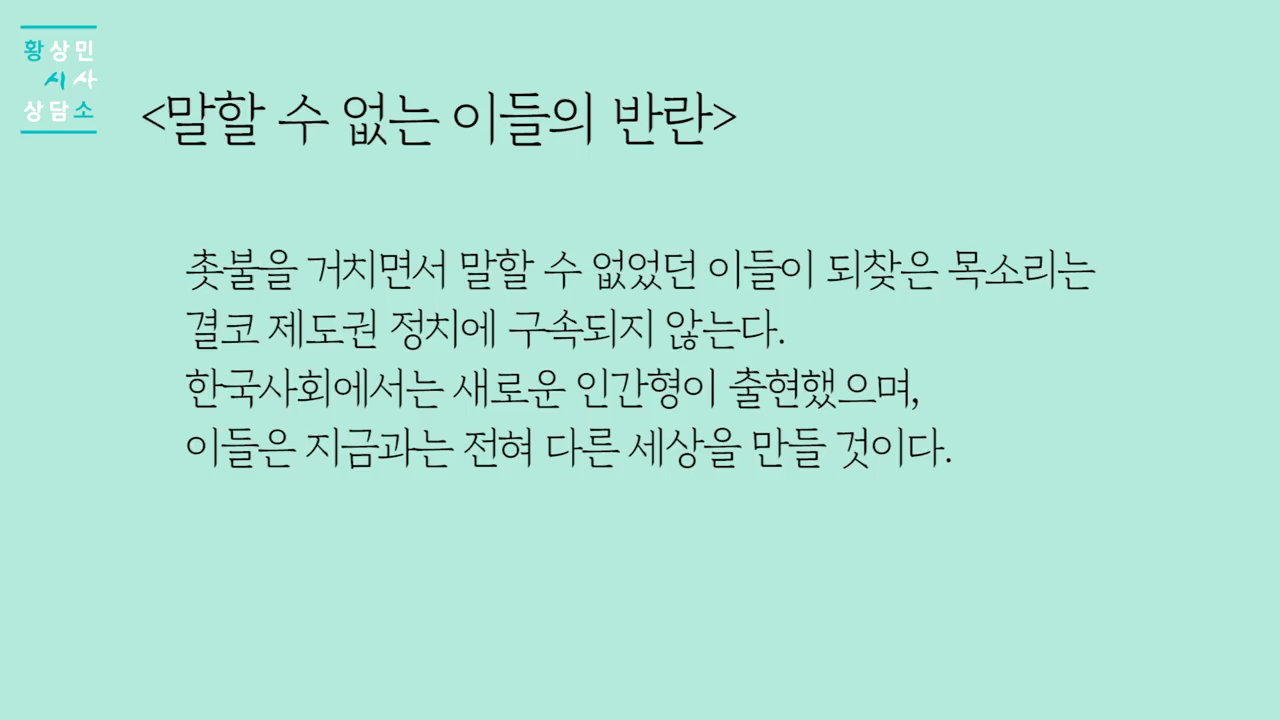 황상민
시사
상담소
<말할 수 없는 이들의 반란>
촛불을 거치면서 말할 수 없었던 이들이 되찾은 목소리는
결코 제도권 정치에 구속되지 않는다.
한국사회에서는 새로운 인간형이 출현했으며,
이들은 지금과는 전혀 다른 세상을 만들 것이다.